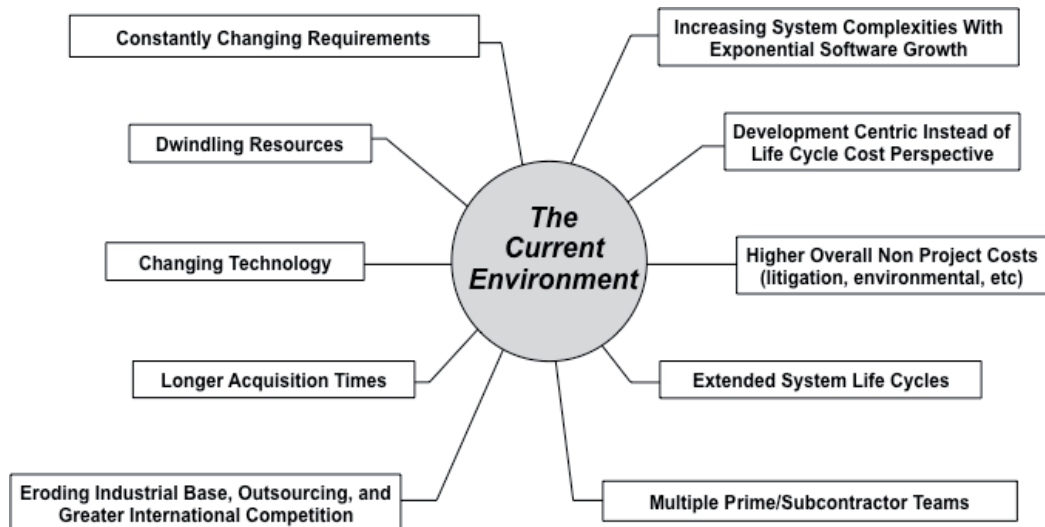 Constantly Changing Requirements
Increasing System Complexities With
Exponential Software Growth
Dwindling Resources
Development Centric Instead of
Life Cycle Cost Perspective
The
Current
Environment
Changing Technology
Higher Overall Non Project Costs
(litigation, environmental, etc)
Longer Acquisition Times
Extended System Life Cycles
Eroding Industrial Base, Outsourcing, and
Greater International Competition
Multiple Prime/Subcontractor Teams